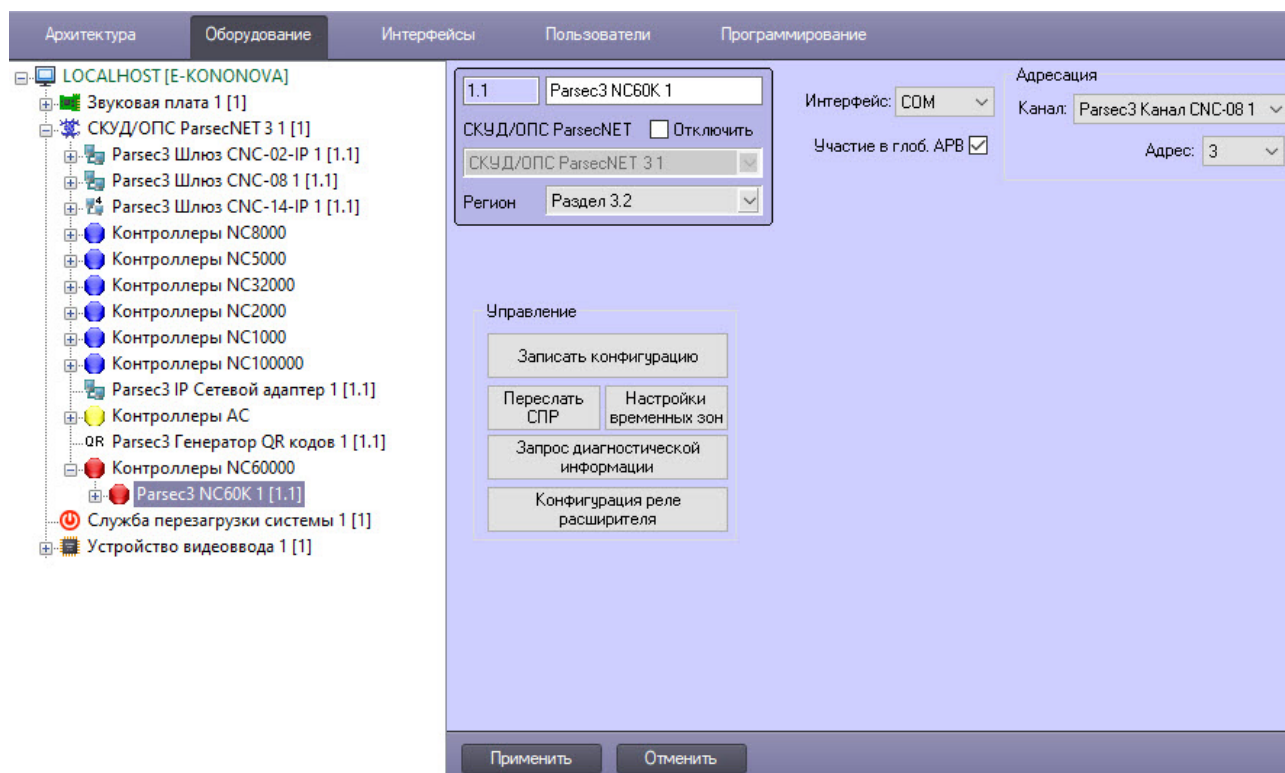 Архитектура
Оборудование
Интерфейсы
Пользователи
Программирование
LOCALHOST [E-KONONOVA]
Звуковая плата 1 [1]
СКУД/ОПС ParsecNET 3 1 [1]
Parsec3 Шлюз CNC-02-IP 1 [1.1]
Parsec3 Шлюз CNC-08 1 [1.1]
4
Parsec3 Шлюз CNC-14-IP 1 [1.1]
Контроллеры NC8000
Контроллеры NC5000
Контроллеры NC32000
Контроллеры NC2000
Контроллеры NC1000
Контроллеры NC100000
Parsec3 IP Сетевой адаптер 1 [1.1]
Контроллеры AC
QR Parsec3 Генератор QR кодов 1 [1.1]
Контроллеры NC60000
Parsec3 NC60K 1 [1.1]
Служба перезагрузки системы 1 [1]
Устройство видеоввода 1 [1]
1.1
Parsec3 NC60K 1
СКУД/ОПС ParsecNET
Отключить
СКУД/ОПС ParsecNET 3 1
Регион
Раздел 3.2
Интерфейс: COM
Участие в глоб. APB
Адресация
Канал: Parsec3 Канал CNC-08 1
Адрес: 3
Управление
Записать конфигурацию
Переслать
СПР
Настройки
временных зон
Запрос диагностической
информации
Конфигурация реле
расширителя
Применить
Отменить